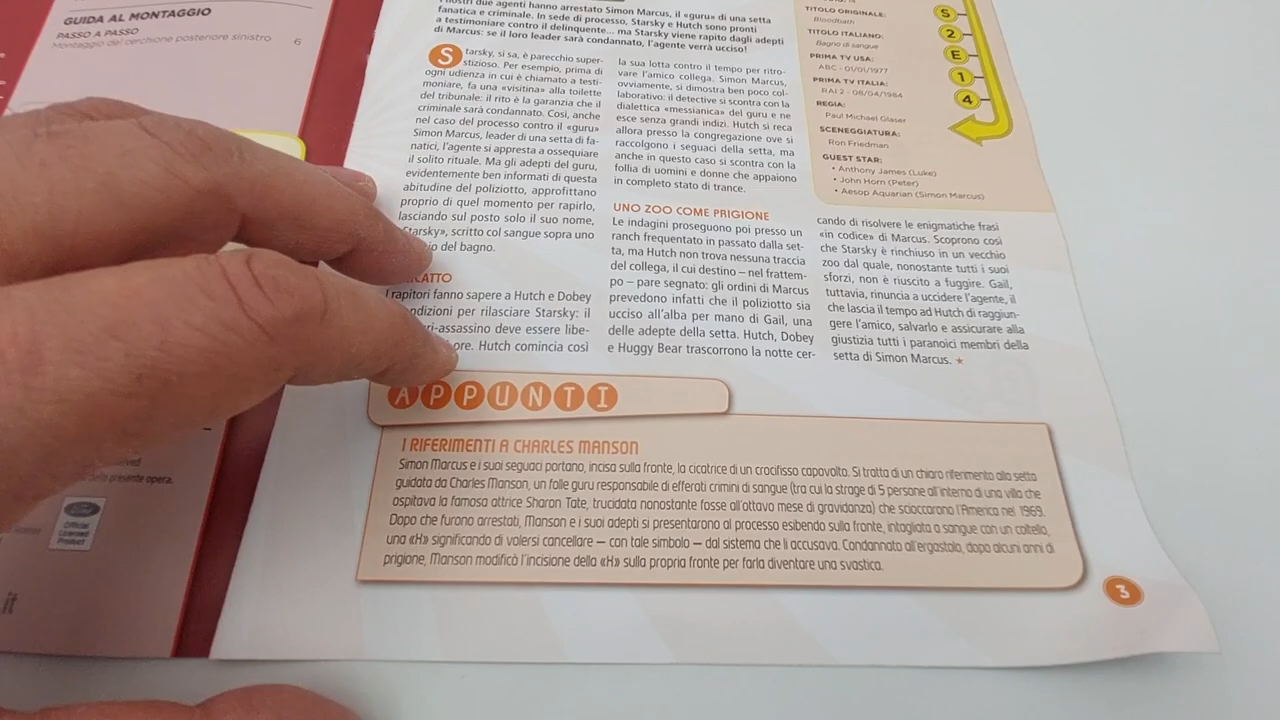 GUIDA AL MONTAGGIO
PASSO A PASSO
Montaggio del cerchione posteriore sinistro 6
della presente opera.
Ford
Official
Licensed
Product
.it
I nostri due agenti hanno arrestato Simon Marcus, il «guru» di una setta
fanatica e criminale. In sede di processo, Starsky e Hutch sono pronti
a testimoniare contro il delinquente... ma Starsky viene rapito dagli adepti
di Marcus: se il loro leader sarà condannato, l'agente verrà ucciso!
Starsky, si sa, è parecchio super-
stizioso. Per esempio, prima di
ogni udienza in cui è chiamato a testi-
moniare, fa una «visitina» alla toilette
del tribunale: il rito è la garanzia che il
criminale sarà condannato. Così, anche
nel caso del processo contro il «guru»
Simon Marcus, leader di una setta di fa-
natici, l'agente si appresta a ossequiare
il solito rituale. Ma gli adepti del guru,
evidentemente ben informati di questa
abitudine del poliziotto, approfittano
proprio di quel momento per rapirlo,
lasciando sul posto solo il suo nome,
Starsky», scritto col sangue sopra uno
del bagno.
I rapitori fanno sapere a Hutch e Dobey
per rilasciare Starsky: il
deve essere libe-
ore. Hutch comincia così
la sua lotta contro il tempo per ritro-
vare l'amico collega. Simon Marcus,
ovviamente, si dimostra ben poco col-
laborativo: il detective si scontra con la
dialettica «messianica» del guru e ne
esce senza grandi indizi. Hutch si reca
allora presso la congregazione ove si
raccolgono i seguaci della setta, ma
anche in questo caso si scontra con la
follia di uomini e donne che appaiono
in completo stato di trance.
UNO ZOO COME PRIGIONE
Le indagini proseguono poi presso un
ranch frequentato in passato dalla set-
ta, ma Hutch non trova nessuna traccia
del collega, il cui destino – nel frattem-
po – pare segnato: gli ordini di Marcus
prevedono infatti che il poliziotto sia
ucciso all'alba per mano di Gail, una
delle adepte della setta. Hutch, Dobey
e Huggy Bear trascorrono la notte cer-
cando di risolvere le enigmatiche frasi
«in codice» di Marcus. Scoprono così
che Starsky è rinchiuso in un vecchio
zoo dal quale, nonostante tutti i suoi
sforzi, non è riuscito a fuggire. Gail,
tuttavia, rinuncia a uccidere l'agente, il
che lascia il tempo ad Hutch di raggiun-
gere l'amico, salvarlo e assicurare alla
giustizia tutti i paranoici membri della
setta di Simon Marcus. ★
TITOLO ORIGINALE:
Bloodbath
TITOLO ITALIANO:
Bagno di sangue
PRIMA TV USA:
ABC - 01/01/1977
PRIMA TV ITALIA:
RAI 2 - 08/04/1984
REGIA:
Paul Michael Glaser
SCENEGGIATURA:
Ron Friedman
GUEST STAR:
• Anthony James (Luke)
• John Horn (Peter)
• Aesop Aquarian (Simon Marcus)
S
2
E
1
4
APPUNTI
I RIFERIMENTI A CHARLES MANSON
Simon Marcus e i suoi seguaci portano, incisa sulla fronte, la cicatrice di un crocifisso capovolto. Si tratta di un chiaro riferimento alla setta
guidata da Charles Manson, un folle guru responsabile di efferati crimini di sangue (tra cui la strage di 5 persone all'interno di una villa che
ospitava la famosa attrice Sharon Tate, trucidata nonostante fosse all'ottavo mese di gravidanza) che scioccarono l'America nel 1969.
Dopo che furono arrestati, Manson e i suoi adepti si presentarono al processo esibendo sulla fronte, intagliata a sangue con un coltello,
una «X» significando di volersi cancellare – con tale simbolo – dal sistema che li accusava. Condannato all'ergastolo, dopo alcuni anni di
prigione, Manson modificò l'incisione della «X» sulla propria fronte per farla diventare una svastica.
3